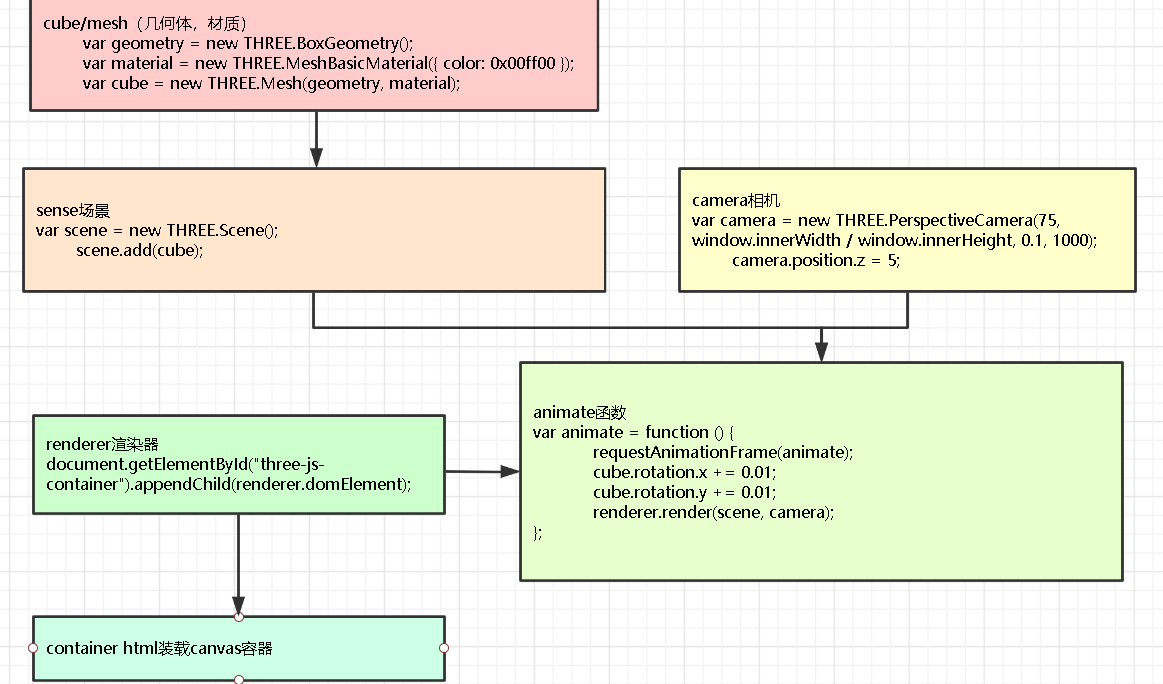 cube/mesh（几何体，材质）
var geometry = new THREE.BoxGeometry();
var material = new THREE.MeshBasicMaterial({ color: 0x00ff00 });
var cube = new THREE.Mesh(geometry, material);
sense场景
var scene = new THREE.Scene();
scene.add(cube);
camera相机
var camera = new THREE.PerspectiveCamera(75,
window.innerWidth / window.innerHeight, 0.1, 1000);
camera.position.z = 5;
renderer渲染器
document.getElementById("three-js-
container").appendChild(renderer.domElement);
animate函数
var animate = function () {
requestAnimationFrame(animate);
cube.rotation.x += 0.01;
cube.rotation.y += 0.01;
renderer.render(scene, camera);
};
container html装载canvas容器